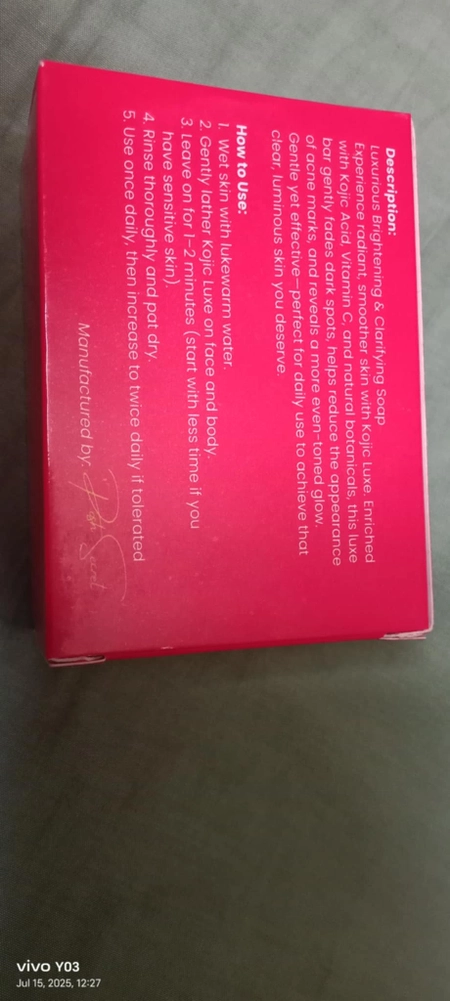 Description:
Luxurious Brightening & Clarifying Soap
Experience radiant, smoother skin with Kojic Luxe. Enriched
with Kojic Acid, Vitamin C, and natural botanicals, this luxe
bar gently fades dark spots, helps reduce the appearance
of acne marks, and reveals a more even-toned glow.
Gentle yet effective—perfect for daily use to achieve that
clear, luminous skin you deserve.
How to Use:
1. Wet skin with lukewarm water.
2. Gently lather Kojic Luxe on face and body.
3. Leave on for 1-2 minutes (start with less time if you
have sensitive skin).
4. Rinse thoroughly and pat dry.
5. Use once daily, then increase to twice daily if tolerated
Manufactured by:
vivo Y03
Jul 15, 2025, 12:27